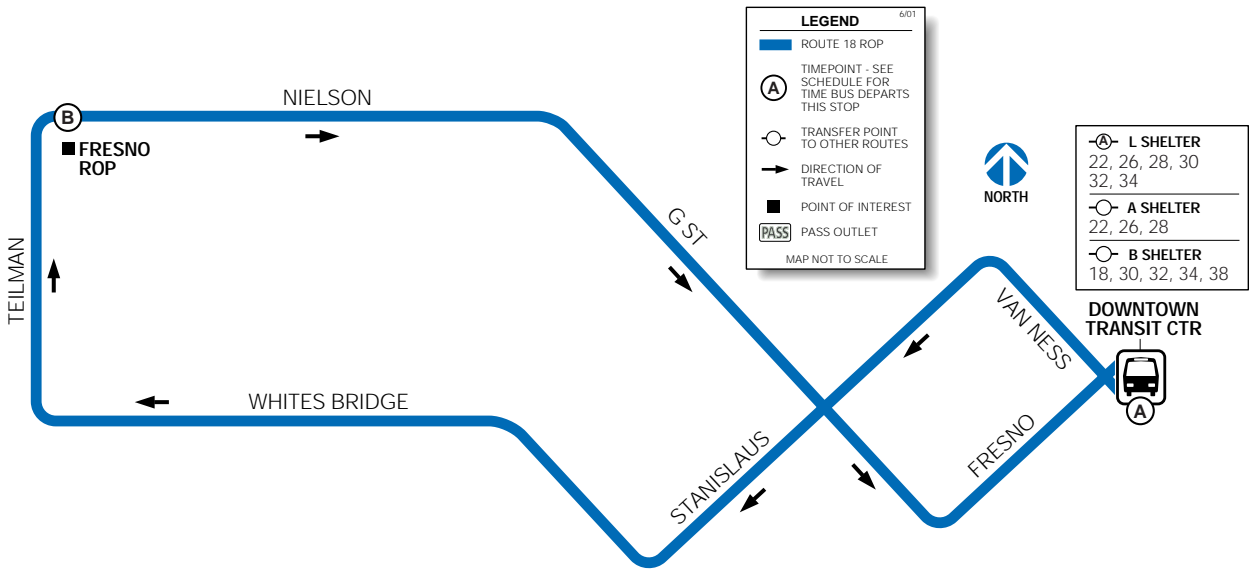 LEGEND
6/01
ROUTE 18 ROP
A
TIMEPOINT - SEE
SCHEDULE FOR
TIME BUS DEPARTS
THIS STOP
TRANSFER POINT
TO OTHER ROUTES
DIRECTION OF
TRAVEL
POINT OF INTEREST
PASS
PASS OUTLET
MAP NOT TO SCALE
NIELSON
B
FRESNO
ROP
TEILMAN
WHITES BRIDGE
G ST
STANISLAUS
NORTH
VAN NESS
FRESNO
A L SHELTER
22, 26, 28, 30
32, 34
A SHELTER
22, 26, 28
B SHELTER
18, 30, 32, 34, 38
DOWNTOWN
TRANSIT CTR
A